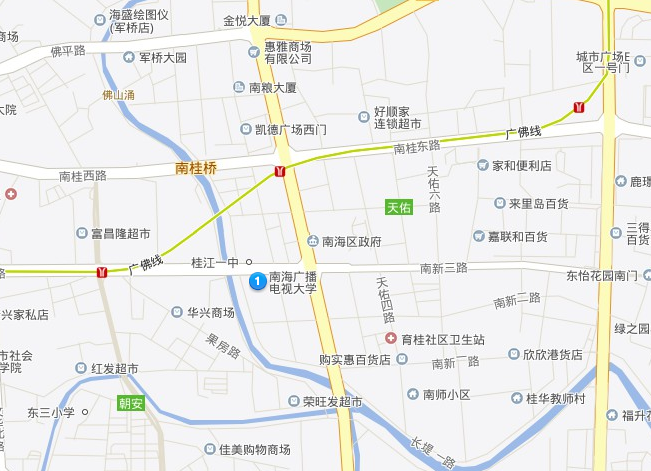 海盛绘图仪
(军桥店)
金悦大厦
惠雅商场
有限公司
商场
佛平路
军桥大园
城市广场E
区一号门
南粮大厦
佛山涌
大院
好顺家
连锁超市
凯德广场西门
广佛线
南桂东路
南桂桥
南桂西路
家和便利店
天佑六路
鹿璟
天佑
来里岛百货
富昌隆超市
南海区政府
嘉联和百货
三得
百货
广佛线
桂江一中
南新三路
东怡花园南门
路
1
南海广播
电视大学
天佑四路
南新二路
兴家私店
华兴商场
绿之园
果房路
育桂社区卫生站
市社会
学院
购实惠百货店
南新一路
欣欣港货店
红发超市
朝安
荣旺发超市
南师小区
桂华教师村
东三小学
福升花
佳美购物商场
长堤一路